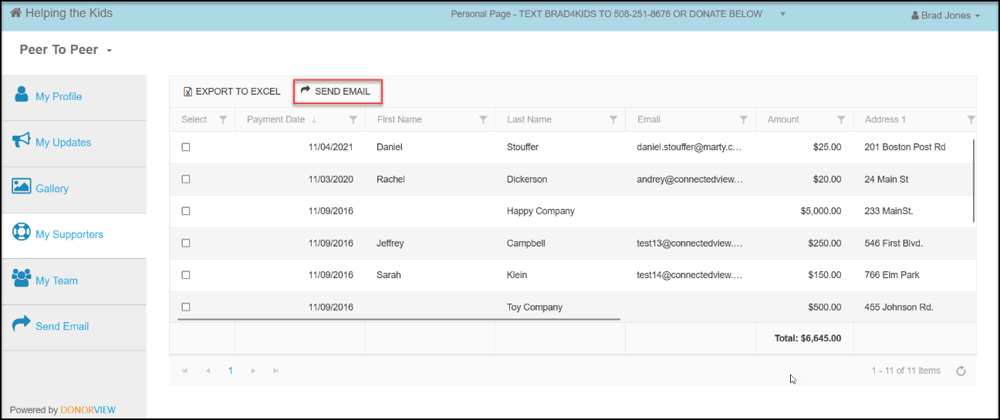 Helping the Kids
Personal Page - TEXT BRAD4KIDS TO 508-251-8676 OR DONATE BELOW
Brad Jones
Peer To Peer
My Profile
My Updates
Gallery
My Supporters
My Team
Send Email
Powered by DONORVIEW
EXPORT TO EXCEL SEND EMAIL
Select Payment Date First Name Last Name Email Amount Address 1
11/04/2021 Daniel Stouffer daniel.stouffer@marty.c... $25.00 201 Boston Post Rd
11/03/2020 Rachel Dickerson andrey@connectedview... $20.00 24 Main St
11/09/2016 Happy Company $5,000.00 233 MainSt.
11/09/2016 Jeffrey Campbell test13@connectedview.... $250.00 546 First Blvd.
11/09/2016 Sarah Klein test14@connectedview.... $150.00 766 Elm Park
11/09/2016 Toy Company $500.00 455 Johnson Rd.
Total: $6,645.00
1
1 - 11 of 11 items